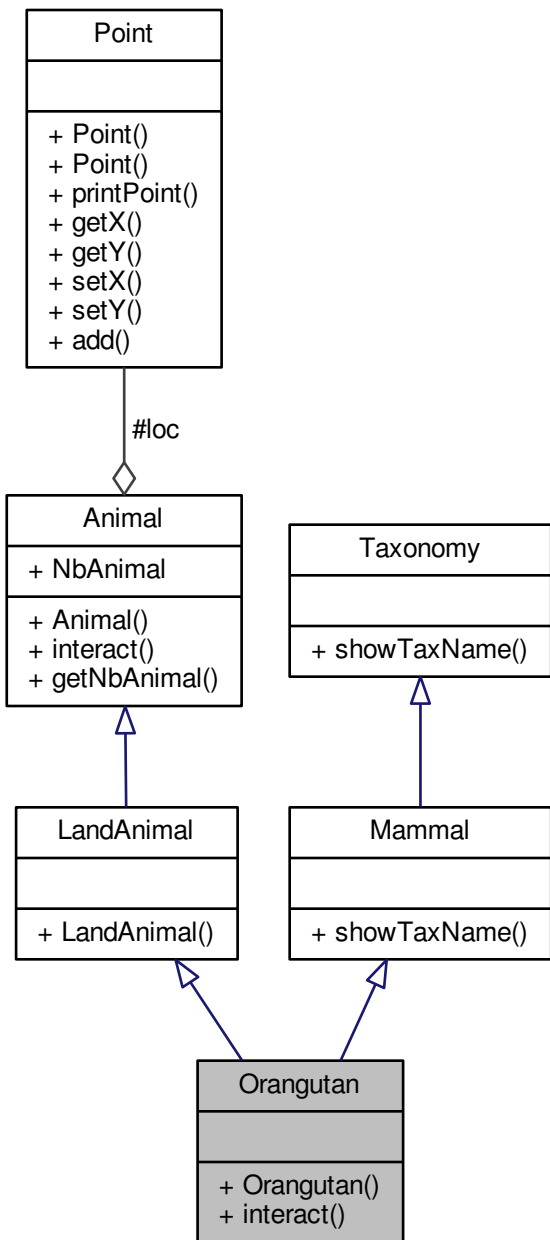 Point
+ Point()
+ Point()
+ printPoint()
+ getX()
+ getY()
+ setX()
+ setY()
+ add()
#loc
Animal
+ NbAnimal
+ Animal()
+ interact()
+ getNbAnimal()
Taxonomy
+ showTaxName()
LandAnimal
+ LandAnimal()
Mammal
+ showTaxName()
Orangutan
+ Orangutan()
+ interact()